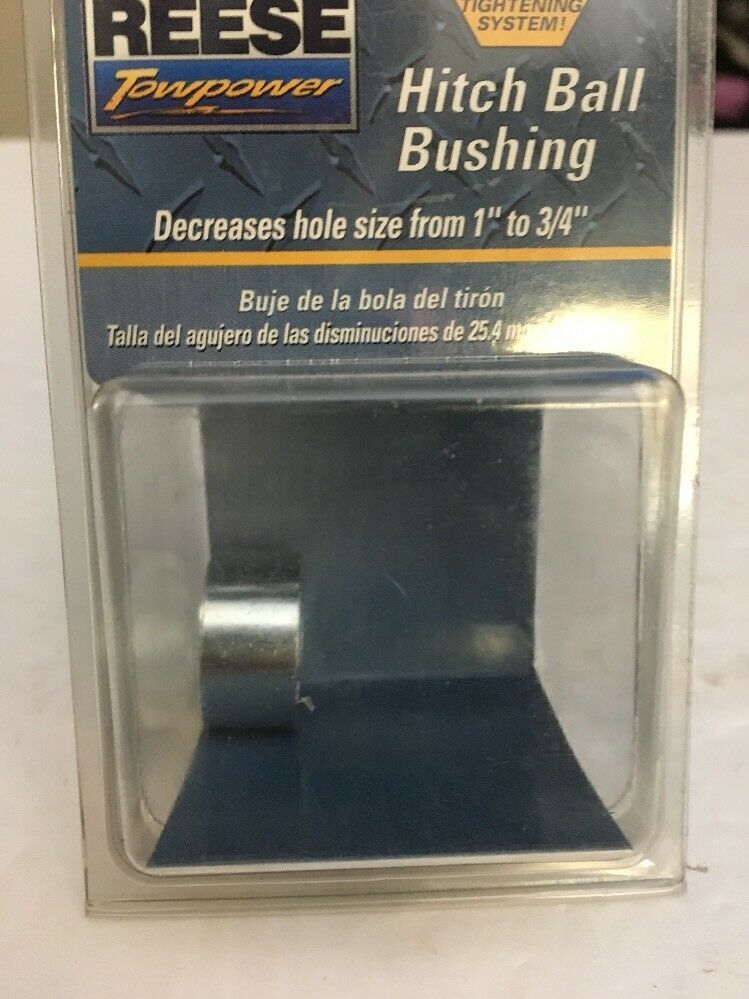 REESE
Towpower
TIGHTENING
SYSTEM!
Hitch Ball
Bushing
Decreases hole size from 1" to 3/4"
Buje de la bola del tirón
Talla del agujero de las disminuciones de 25.4